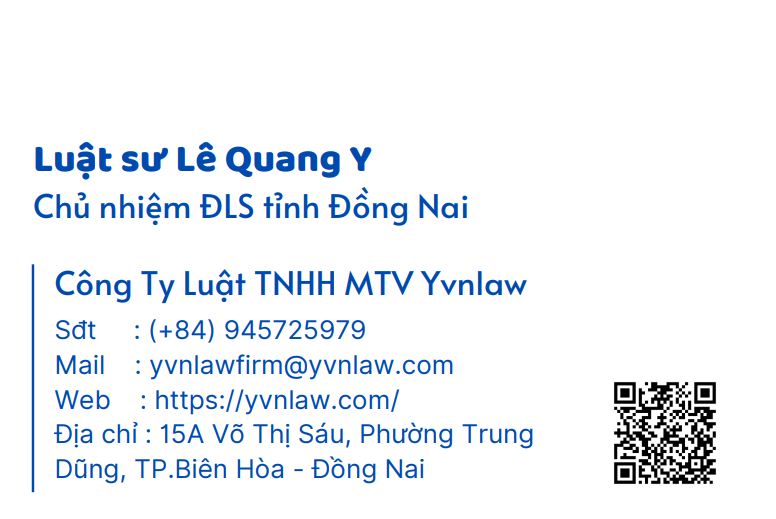 Luật sư Lê Quang Y
Chủ nhiệm ĐLS tỉnh Đồng Nai
Công Ty Luật TNHH MTV Yvnlaw
Sđt : (+84) 945725979
Mail : yvnlawfirm@yvnlaw.com
Web : https://yvnlaw.com/
Địa chỉ : 15A Võ Thị Sáu, Phường Trung
Dũng, TP.Biên Hòa - Đồng Nai